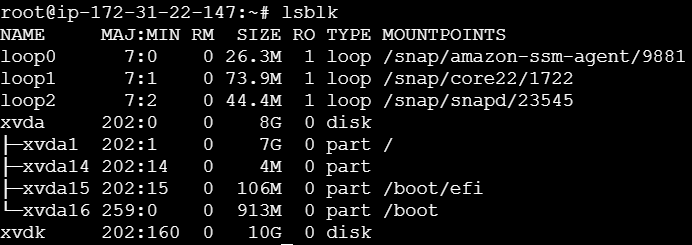 root@ip-172-31-22-147:~# lsblk
NAME     MAJ:MIN RM  SIZE RO TYPE MOUNTPOINTS
loop0      7:0    0 26.3M  1 loop /snap/amazon-ssm-agent/9881
loop1      7:1    0 73.9M  1 loop /snap/core22/1722
loop2      7:2    0 44.4M  1 loop /snap/snapd/23545
xvda     202:0    0    8G  0 disk
├─xvda1  202:1    0    7G  0 part /
├─xvda14 202:14   0    4M  0 part
├─xvda15 202:15   0  106M  0 part /boot/efi
└─xvda16 259:0    0  913M  0 part /boot
xvdk     202:160  0   10G  0 disk